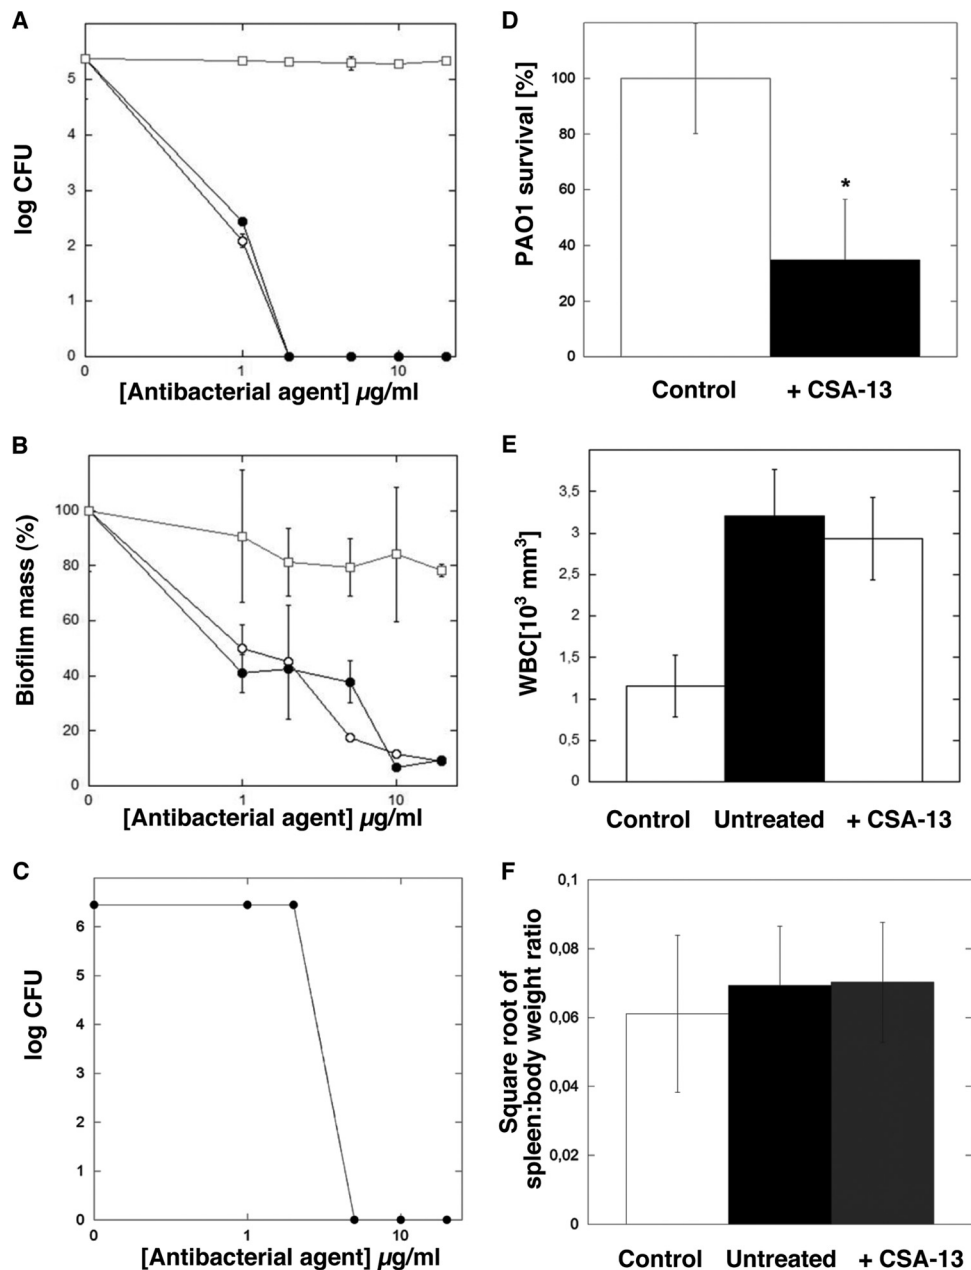 A
5
4
3
2
1
0
0
1
10
log CFU
[Antibacterial agent] µg/ml
B
100
80
60
40
20
0
0
1
10
Biofilm mass (%)
[Antibacterial agent] µg/ml
C
6
5
4
3
2
1
0
0
1
10
log CFU
[Antibacterial agent] µg/ml
D
100
80
60
40
20
0
PAO1 survival [%]
*
Control + CSA-13
E
3,5
3
2,5
2
1,5
1
0,5
0
WBC[10³ mm³]
Control Untreated + CSA-13
F
0,1
0,08
0,06
0,04
0,02
0
Square root of
spleen:body weight ratio
Control Untreated + CSA-13